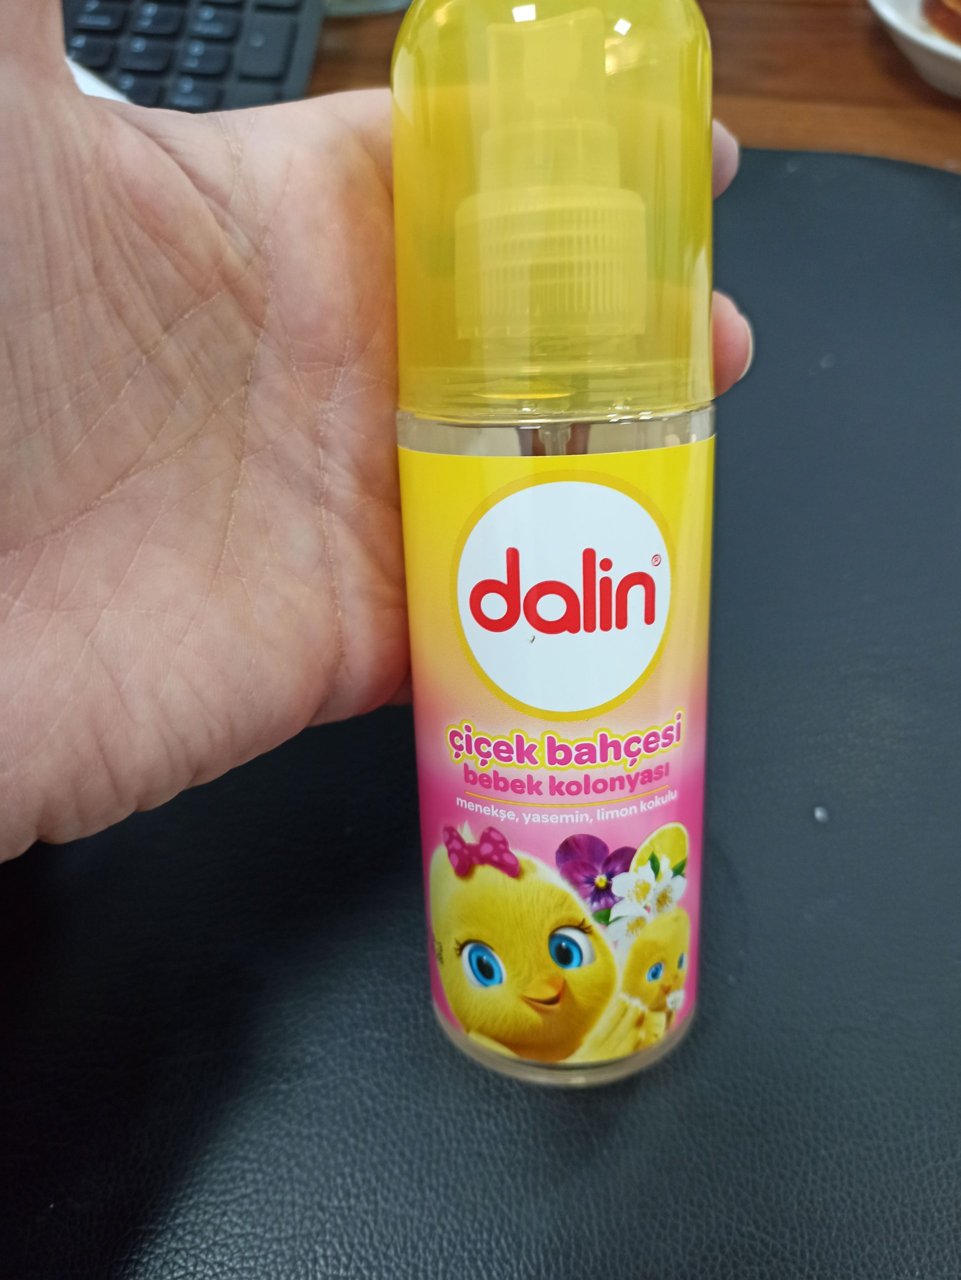 dalin®
çiçek bahçesi
bebek kolonyası
menekşe, yasemin, limon kokulu